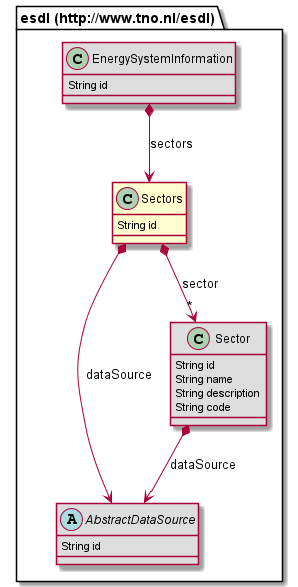 esdl (http://www.tno.nl/esdl)
C EnergySystemInformation
String id
sectors
C Sectors
String id
sector
*
C Sector
String id
String name
String description
String code
dataSource
dataSource
A AbstractDataSource
String id